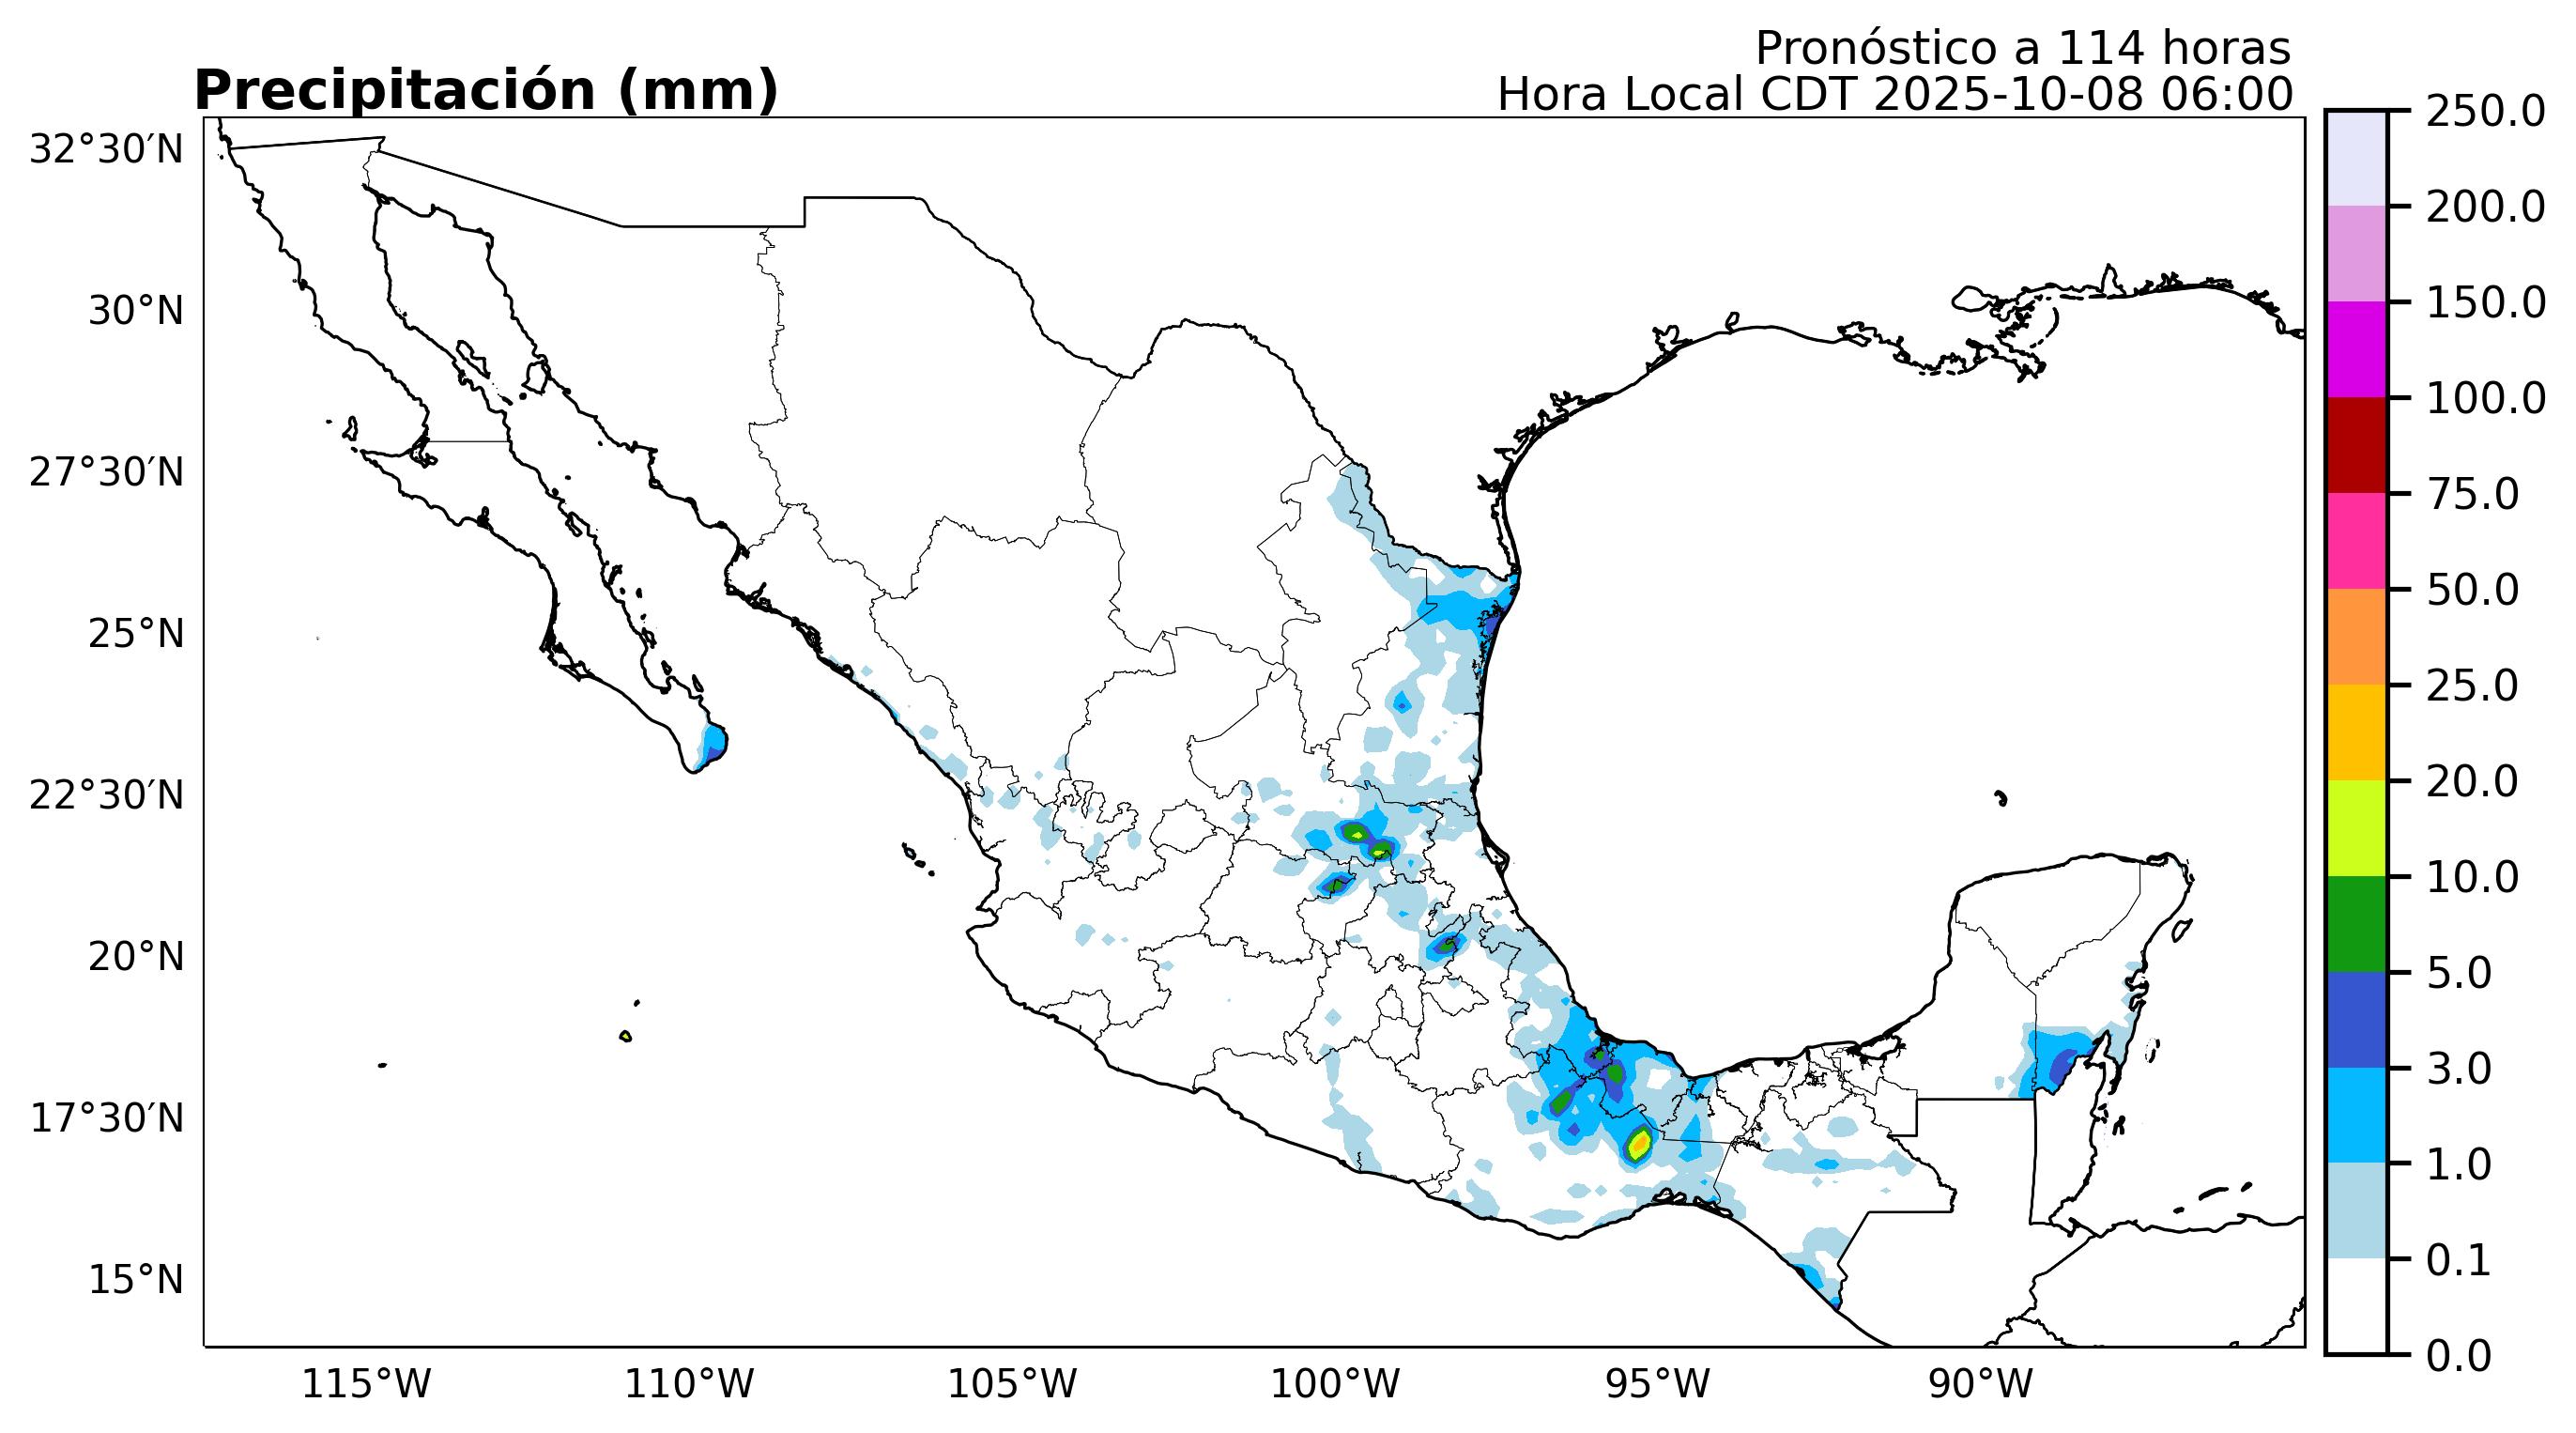 Pronóstico a 114 horas
Precipitación (mm)
Hora Local CDT 2025-10-08 06:00
32°30′N
30°N
27°30′N
25°N
22°30′N
20°N
17°30′N
15°N
115°W
110°W
105°W
100°W
95°W
90°W
250.0
200.0
150.0
100.0
75.0
50.0
25.0
20.0
10.0
5.0
3.0
1.0
0.1
0.0